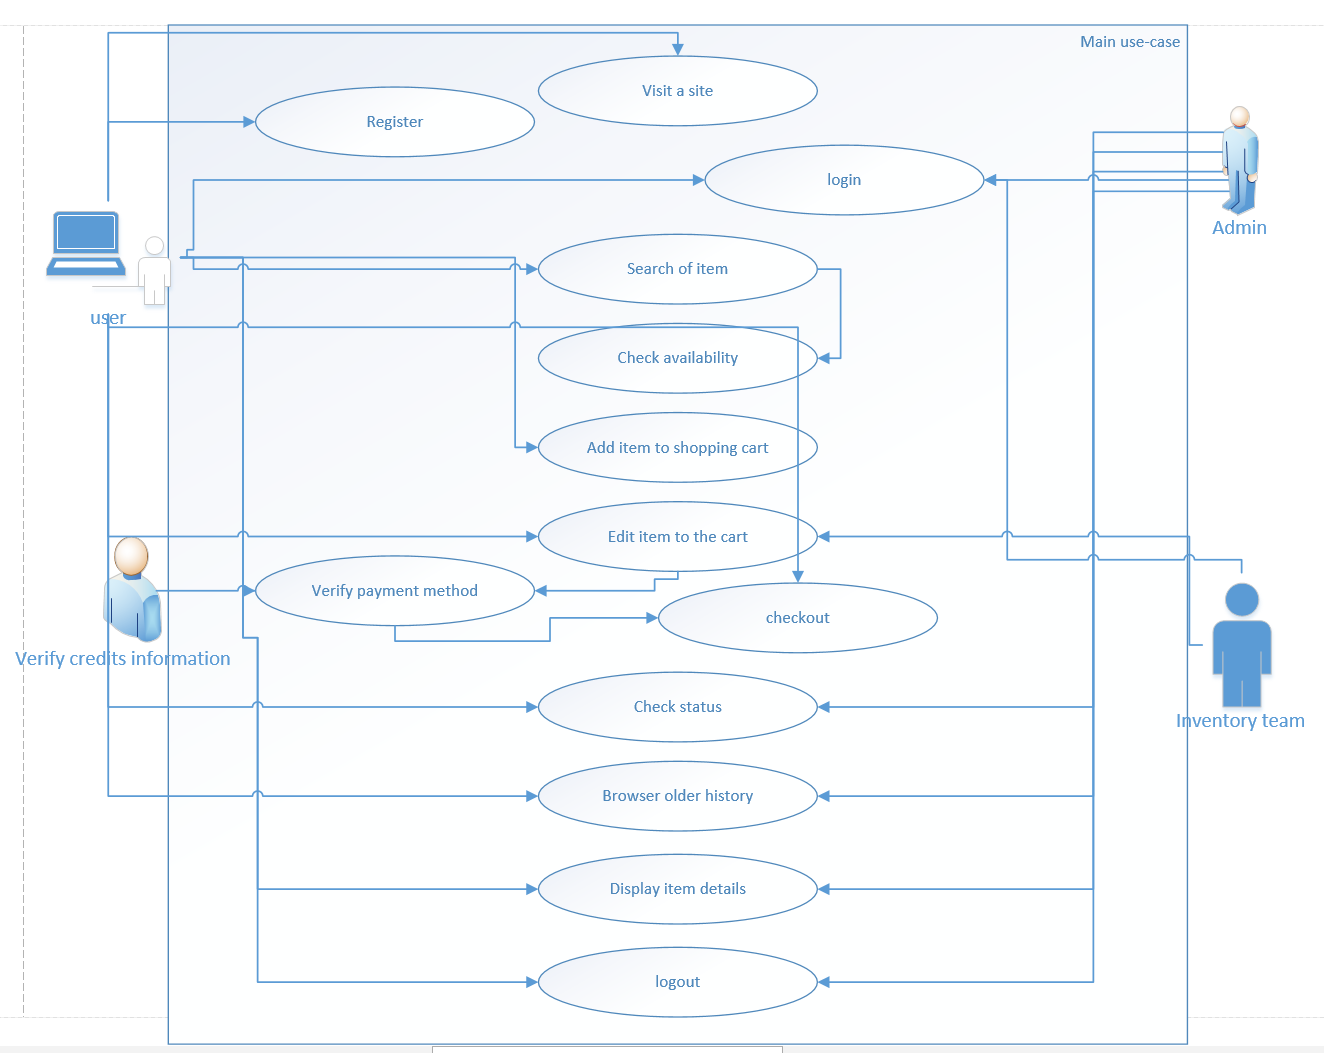 Main use-case
Visit a site
Register
login
Admin
Search of item
user
Check availability
Add item to shopping cart
Edit item to the cart
Verify payment method
checkout
Verify credits information
Check status
Inventory team
Browser older history
Display item details
logout